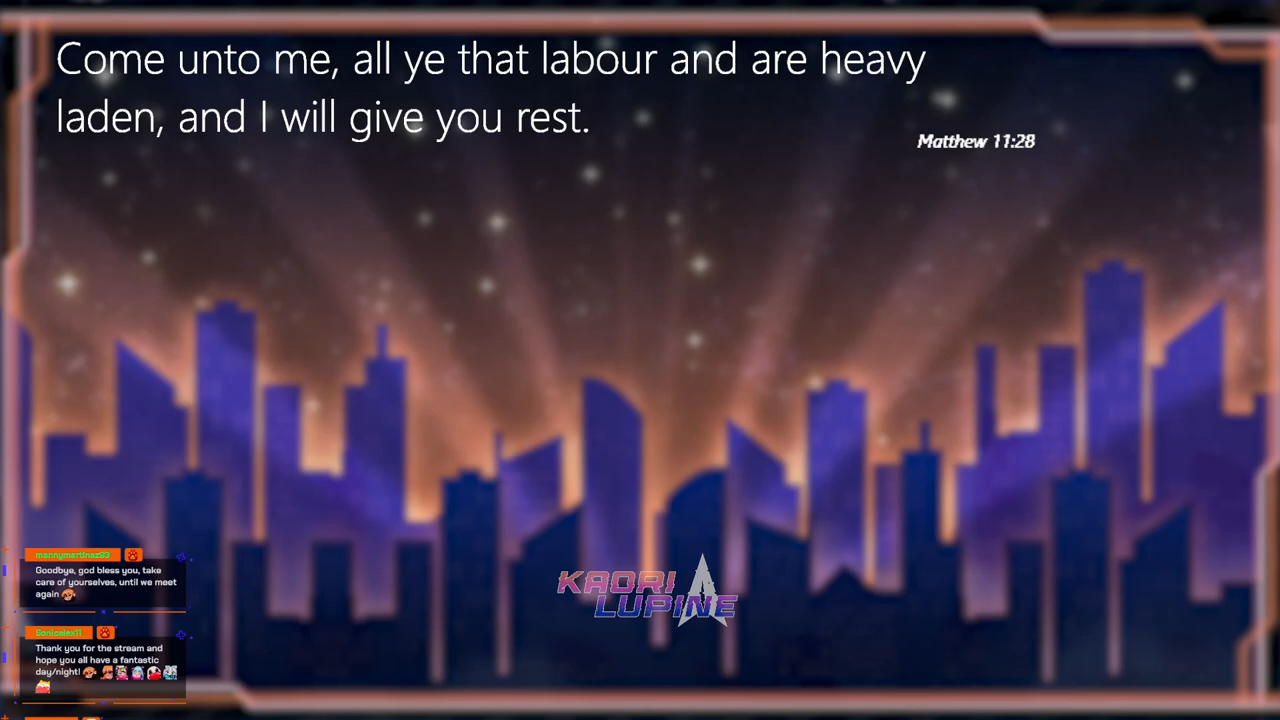 Come unto me, all ye that labour and are heavy
laden, and I will give you rest.
Matthew 11:28
mannymartinaz93
Goodbye, god bless you, take
care of yourselves, until we meet
again
Sonicalex11
Thank you for the stream and
hope you all have a fantastic
day/night!
KAORI
LUPINE